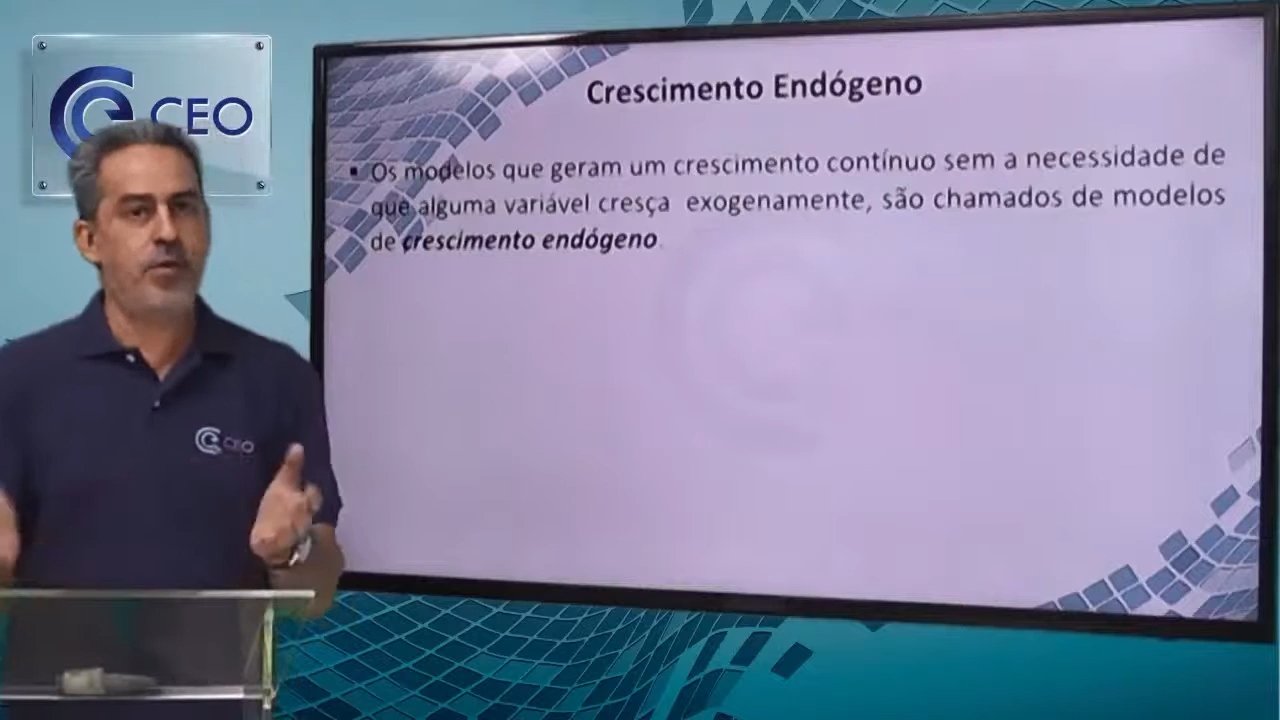 CEO
Crescimento Endógeno
▪ Os modelos que geram um crescimento contínuo sem a necessidade de
que alguma variável cresça exogenamente, são chamados de modelos
de crescimento endógeno.
CEO